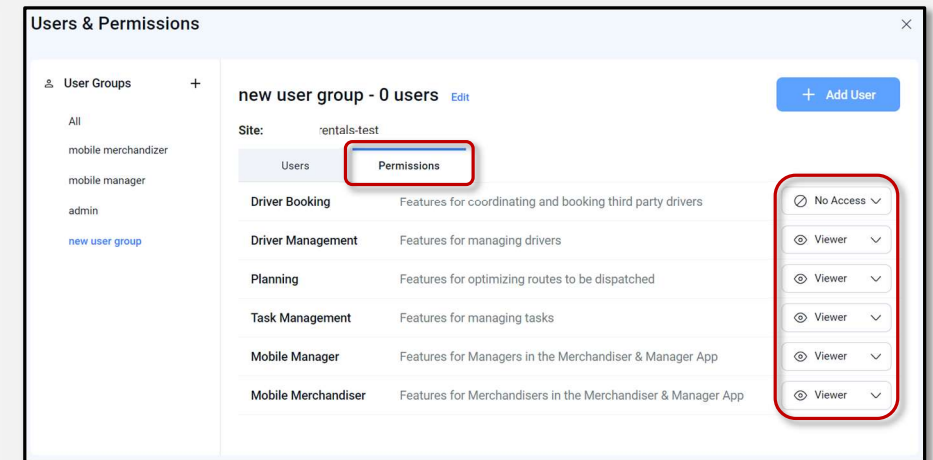 Users & Permissions
User Groups +
All
mobile merchandizer
mobile manager
admin
new user group
new user group - 0 users Edit
+ Add User
Site: rentals-test
Users Permissions
Driver Booking Features for coordinating and booking third party drivers No Access
Driver Management Features for managing drivers Viewer
Planning Features for optimizing routes to be dispatched Viewer
Task Management Features for managing tasks Viewer
Mobile Manager Features for Managers in the Merchandiser & Manager App Viewer
Mobile Merchandiser Features for Merchandisers in the Merchandiser & Manager App Viewer